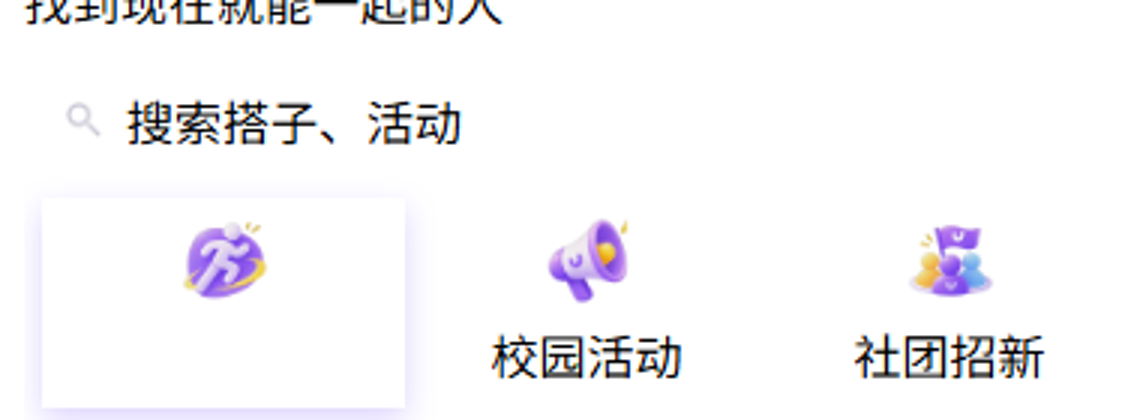 找到现在就能一起的人
搜索搭子、活动
校园活动
社团招新